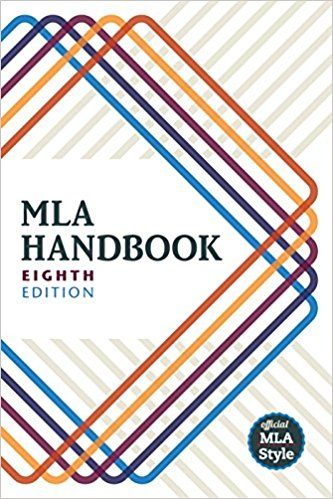 MLA
HANDBOOK
EIGHTH
EDITION
official
MLA
Style